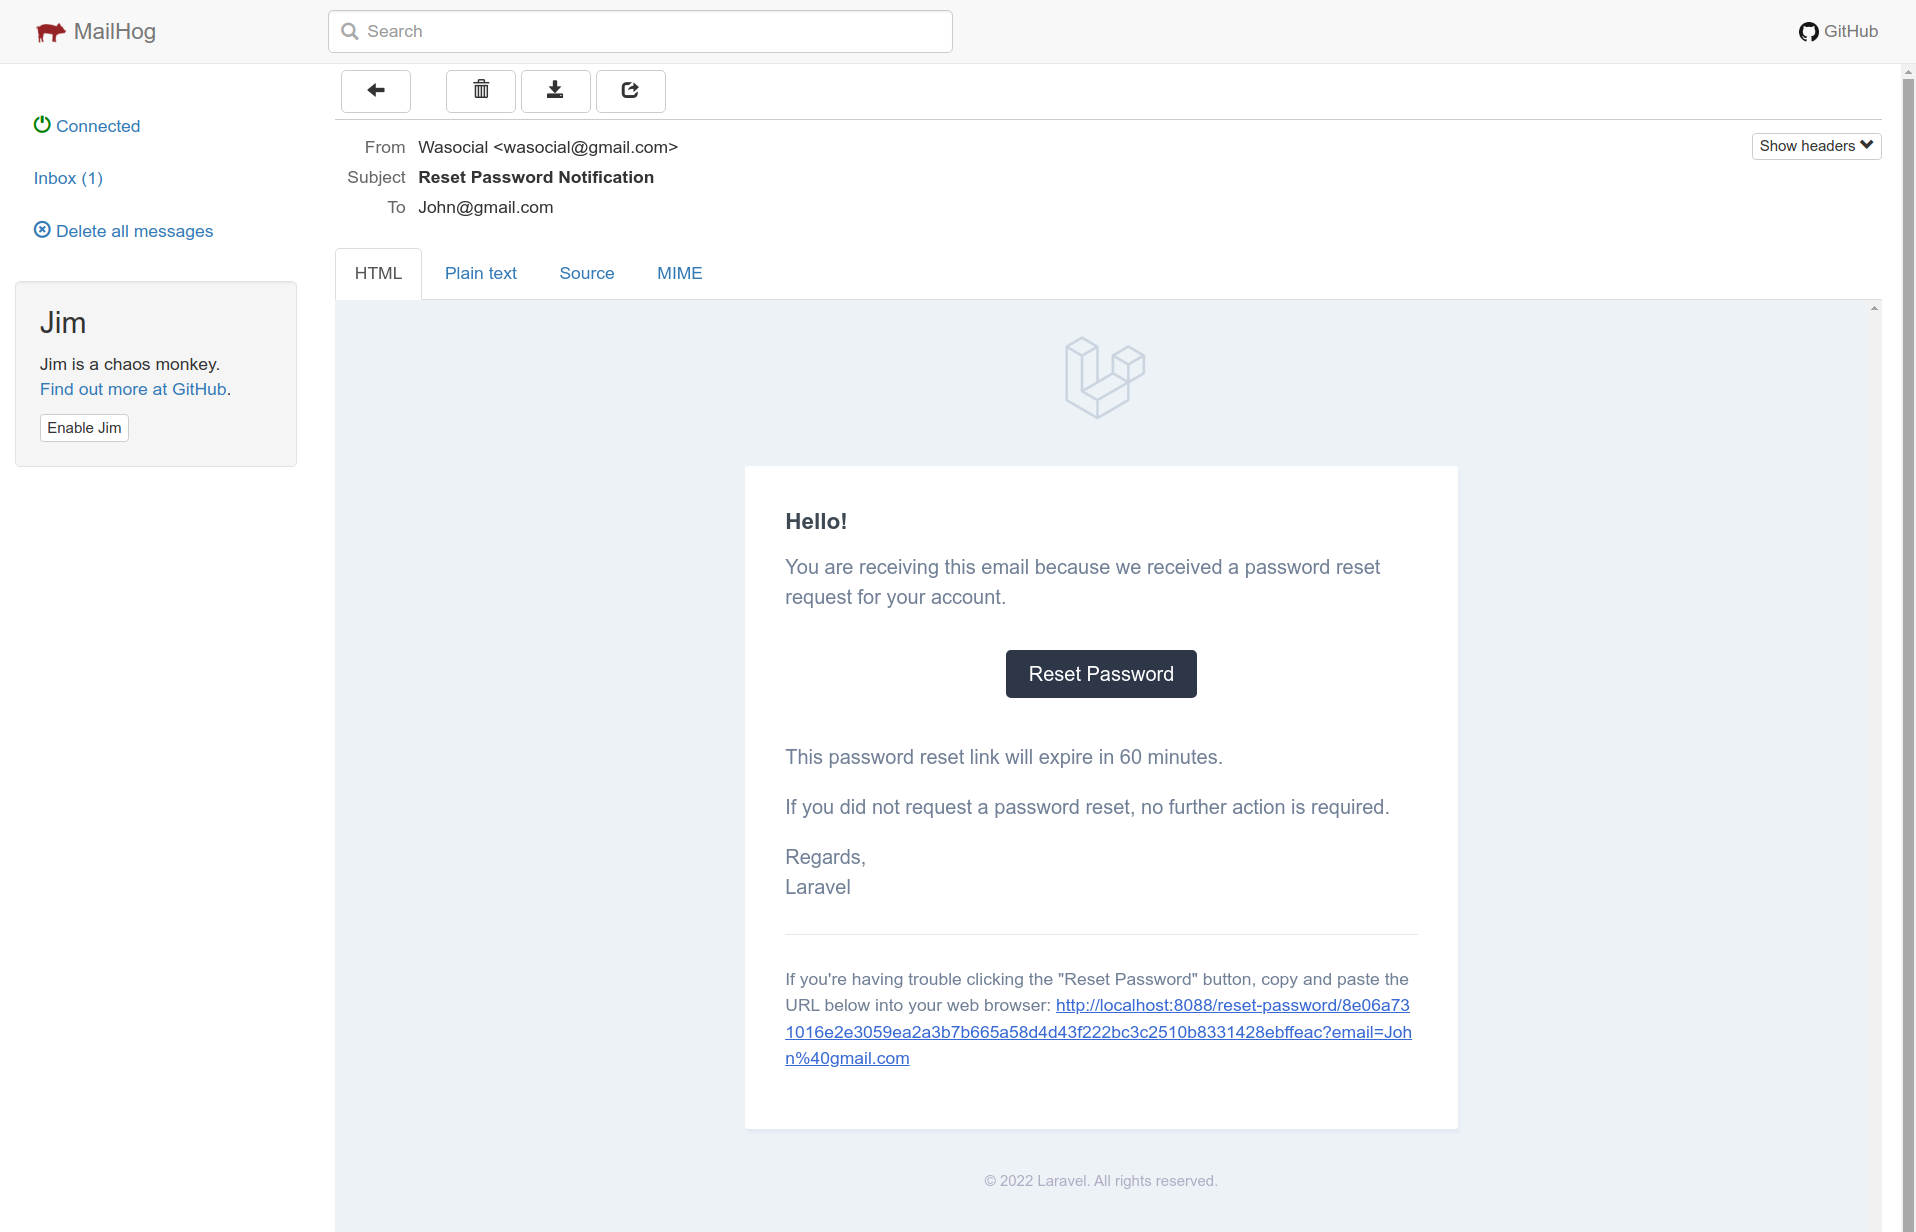 MailHog
Search
GitHub
Connected
Inbox (1)
Delete all messages
Jim
Jim is a chaos monkey.
Find out more at GitHub.
Enable Jim
From Wasocial <wasocial@gmail.com>
Show headers
Subject Reset Password Notification
To John@gmail.com
HTML Plain text Source MIME
Hello!
You are receiving this email because we received a password reset
request for your account.
Reset Password
This password reset link will expire in 60 minutes.
If you did not request a password reset, no further action is required.
Regards,
Laravel
If you're having trouble clicking the "Reset Password" button, copy and paste the
URL below into your web browser: http://localhost:8088/reset-password/8e06a73
1016e2e3059ea2a3b7b665a58d4d43f222bc3c2510b8331428ebffeac?email=Joh
n%40gmail.com
© 2022 Laravel. All rights reserved.